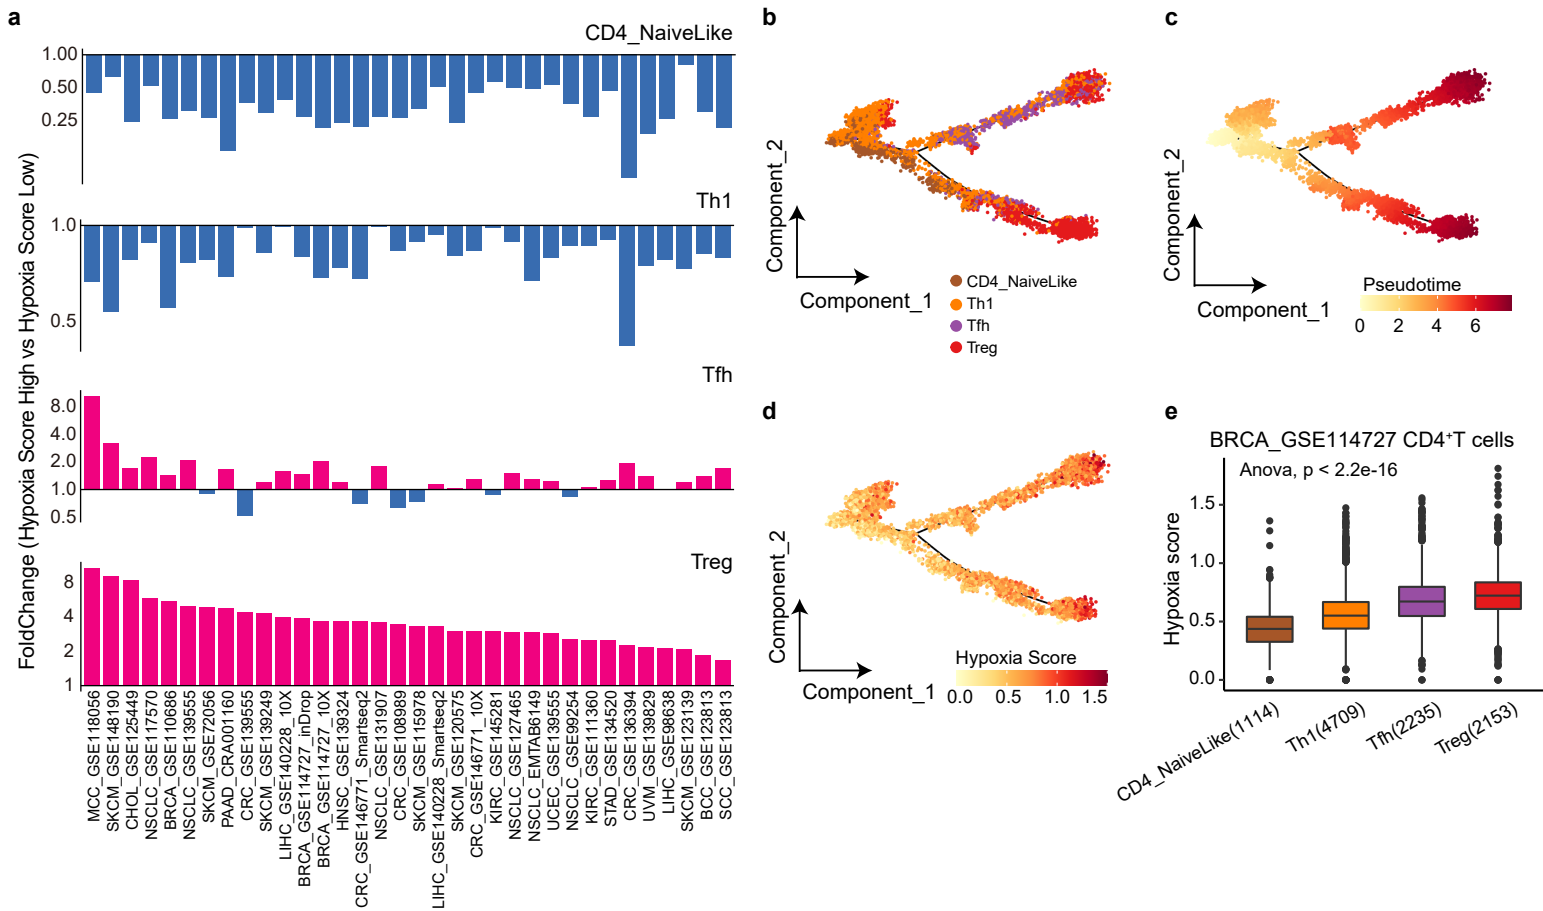 a
CD4_NaiveLike
1.00
0.50
0.25
Th1
1.0
0.5
Tfh
8.0
4.0
2.0
1.0
0.5
Treg
8
4
2
1
FoldChange (Hypoxia Score High vs Hypoxia Score Low)
MCC_GSE118056
SKCM_GSE148190
CHOL_GSE125449
NSCLC_GSE117570
BRCA_GSE110686
NSCLC_GSE139555
SKCM_GSE72056
PAAD_CRA001160
CRC_GSE139555
SKCM_GSE139249
LIHC_GSE140228_10X
BRCA_GSE114727_inDrop
BRCA_GSE114727_10X
HNSC_GSE139324
CRC_GSE146771_Smartseq2
NSCLC_GSE131907
CRC_GSE108989
SKCM_GSE115978
LIHC_GSE140228_Smartseq2
SKCM_GSE120575
CRC_GSE146771_10X
KIRC_GSE145281
NSCLC_GSE127465
NSCLC_EMTAB6149
UCEC_GSE139555
NSCLC_GSE99254
KIRC_GSE111360
STAD_GSE134520
CRC_GSE136394
UVM_GSE139829
LIHC_GSE98638
SKCM_GSE123139
BCC_GSE123813
SCC_GSE123813
b
Component_2
Component_1
CD4_NaiveLike
Th1
Tfh
Treg
c
Component_2
Component_1
Pseudotime
0 2 4 6
d
Component_2
Component_1
Hypoxia Score
0.0 0.5 1.0 1.5
e
BRCA_GSE114727 CD4⁺T cells
Anova, p < 2.2e-16
Hypoxia score
1.5
1.0
0.5
0.0
CD4_NaiveLike(1114)
Th1(4709)
Tfh(2235)
Treg(2153)